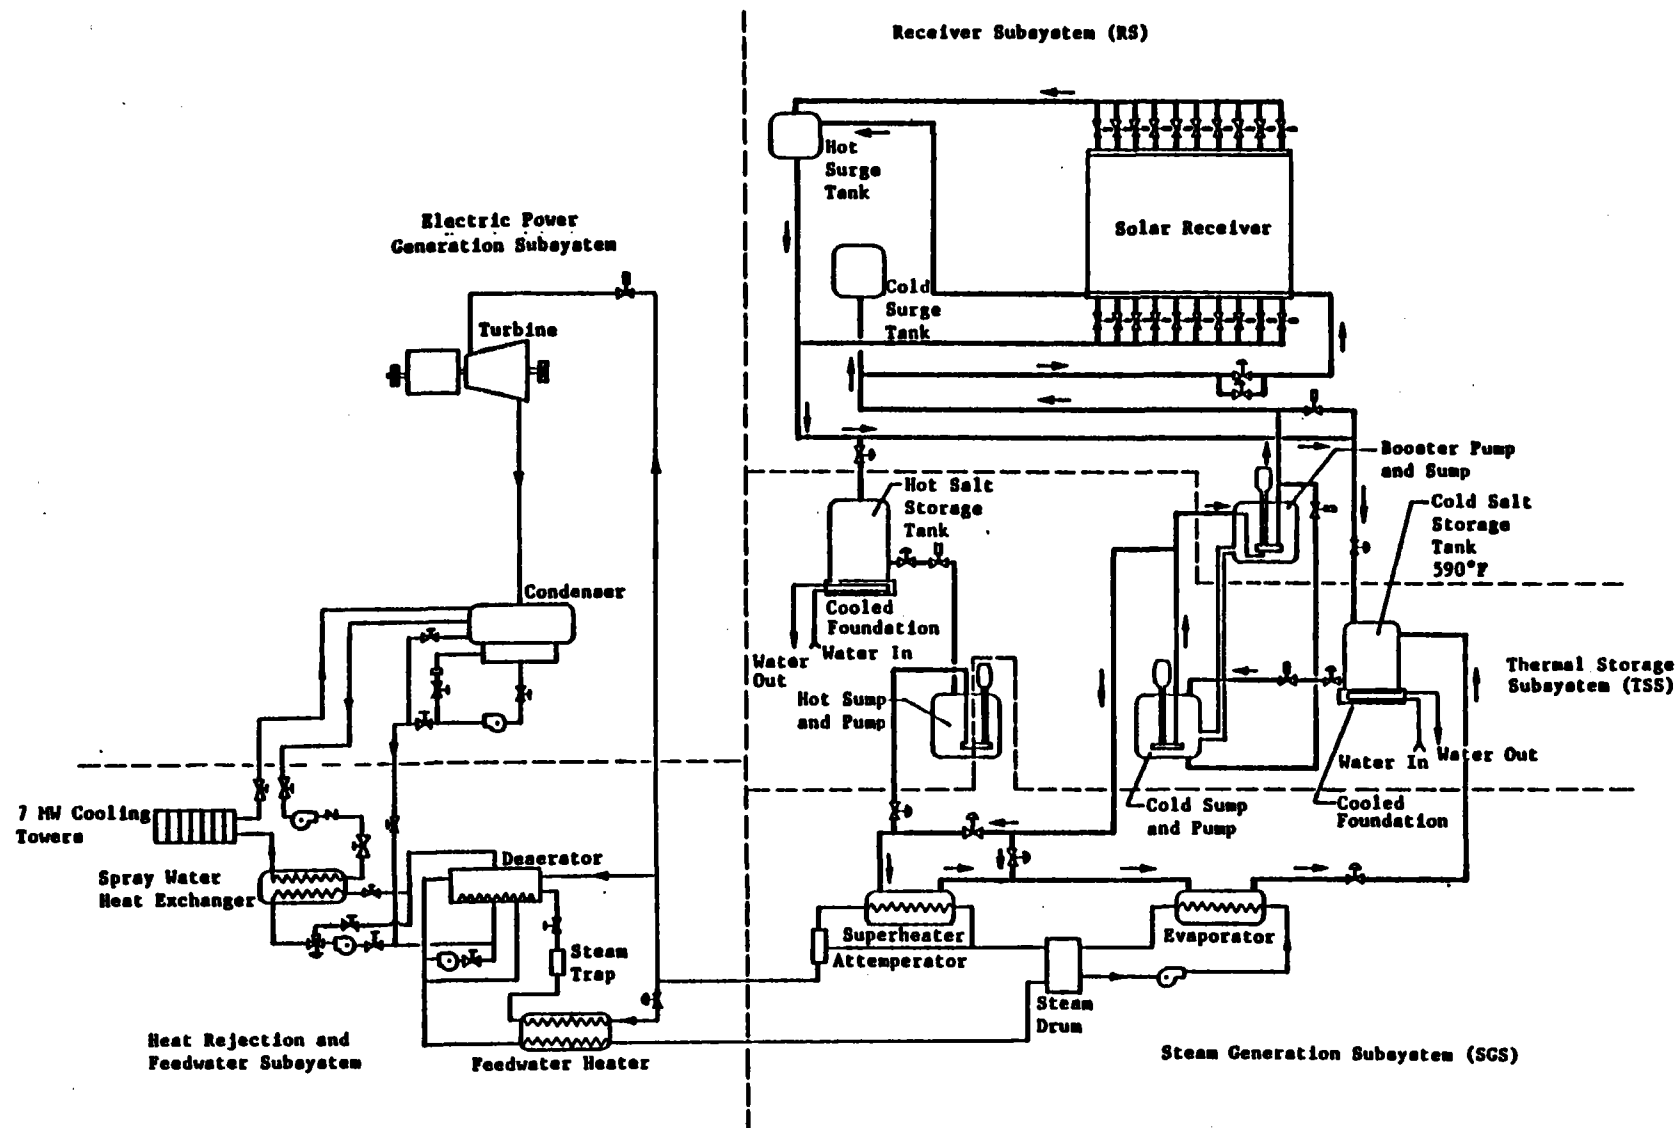 Receiver Subsystem (RS)
Hot
Surge
Tank
Solar Receiver
Cold
Surge
Tank
Electric Power
Generation Subsystem
Turbine
Booster Pump
and Sump
Hot Salt
Storage
Tank
Cold Salt
Storage
Tank
590°F
Condenser
Cooled
Foundation
Water In
Water
Out
Thermal Storage
Subsystem (TSS)
Hot Sump
and Pump
Water In
Water Out
Cold Sump
and Pump
Cooled
Foundation
7 MW Cooling
Towers
Deaerator
Spray Water
Heat Exchanger
Superheater
Attemperator
Evaporator
Steam
Trap
Steam
Drum
Heat Rejection and
Feedwater Subsystem
Feedwater Heater
Steam Generation Subsystem (SGS)